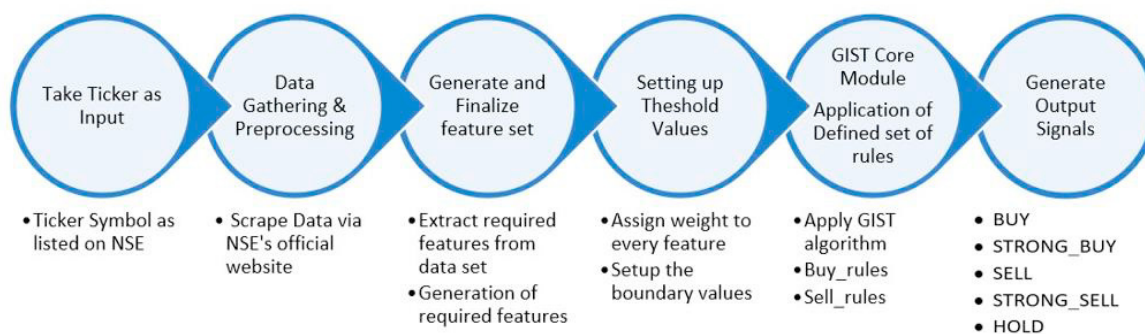 Take Ticker as
Input
Data
Gathering &
Preprocessing
Generate and
Finalize
feature set
Setting up
Theshold
Values
GIST Core
Module
Application of
Defined set of
rules
Generate
Output
Signals
• Ticker Symbol as
listed on NSE
• Scrape Data via
NSE's official
website
• Extract required
features from
data set
• Generation of
required features
• Assign weight to
every feature
• Setup the
boundary values
• Apply GIST
algorithm
• Buy_rules
• Sell_rules
• BUY
• STRONG_BUY
• SELL
• STRONG_SELL
• HOLD